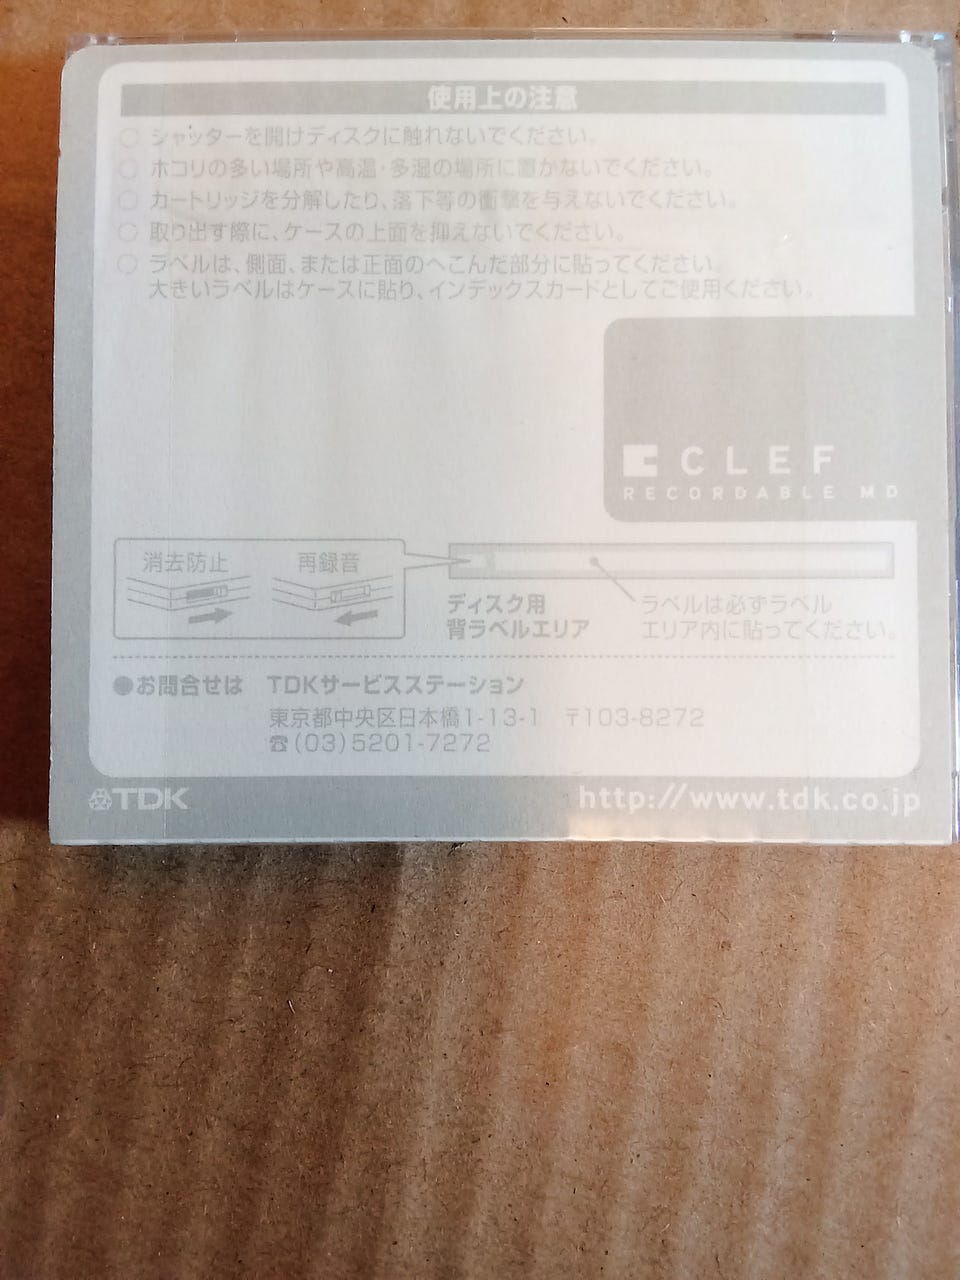 使用上の注意
○ シャッターを開けディスクに触れないでください。
○ ホコリの多い場所や高温・多湿の場所に置かないでください。
○ カートリッジを分解したり、落下等の衝撃を与えないでください。
○ 取り出す際に、ケースの上面を抑えないでください。
○ ラベルは、側面、または正面のへこんだ部分に貼ってください。
大きいラベルはケースに貼り、インデックスカードとしてご使用ください。
CLEF
RECORDABLE MD
消去防止 再録音
ディスク用
背ラベルエリア
ラベルは必ずラベル
エリア内に貼ってください。
●お問合せは TDKサービスステーション
東京都中央区日本橋1-13-1 〒103-8272
☎(03)5201-7272
TDK
http://www.tdk.co.jp